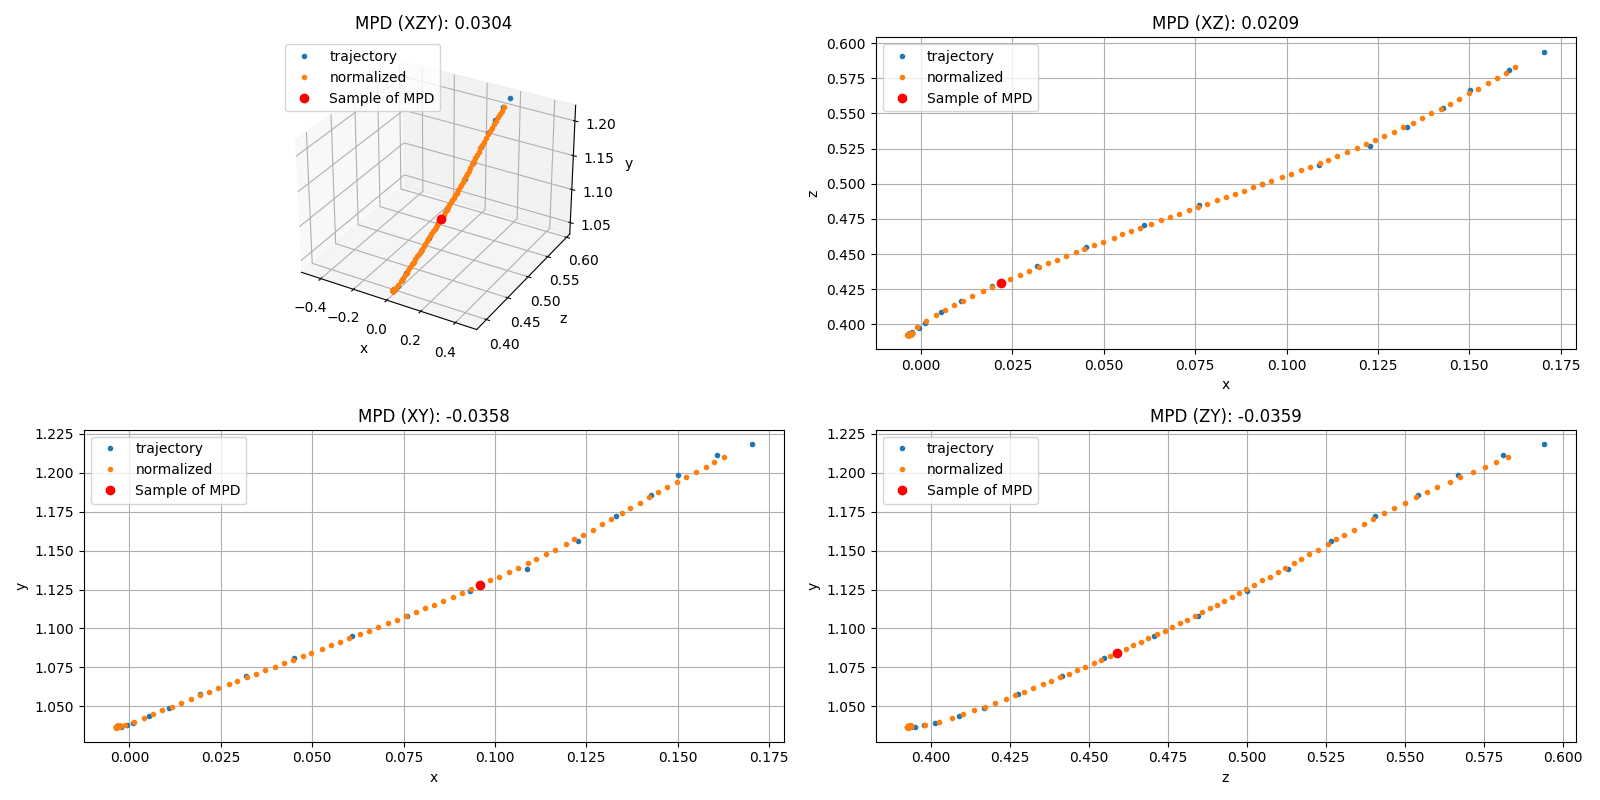 MPD (XZY): 0.0304
trajectory
normalized
Sample of MPD
1.20
1.15
1.10
1.05
y
0.60
0.55
0.50
0.45
0.40
z
−0.4
−0.2
0.0
0.2
0.4
x
MPD (XZ): 0.0209
trajectory
normalized
Sample of MPD
0.600
0.575
0.550
0.525
0.500
0.475
0.450
0.425
0.400
z
0.000 0.025 0.050 0.075 0.100 0.125 0.150 0.175
x
MPD (XY): -0.0358
trajectory
normalized
Sample of MPD
1.225
1.200
1.175
1.150
1.125
1.100
1.075
1.050
y
0.000 0.025 0.050 0.075 0.100 0.125 0.150 0.175
x
MPD (ZY): -0.0359
trajectory
normalized
Sample of MPD
1.225
1.200
1.175
1.150
1.125
1.100
1.075
1.050
y
0.400 0.425 0.450 0.475 0.500 0.525 0.550 0.575 0.600
z